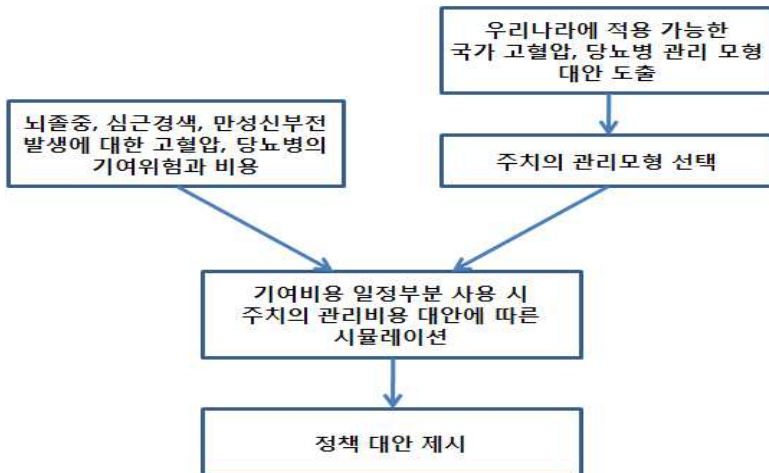 우리나라에 적용 가능한
국가 고혈압, 당뇨병 관리 모형
대안 도출
뇌졸중, 심근경색, 만성신부전
발생에 대한 고혈압, 당뇨병의
기여위험과 비용
주치의 관리모형 선택
기여비용 일정부분 사용 시
주치의 관리비용 대안에 따른
시뮬레이션
정책 대안 제시